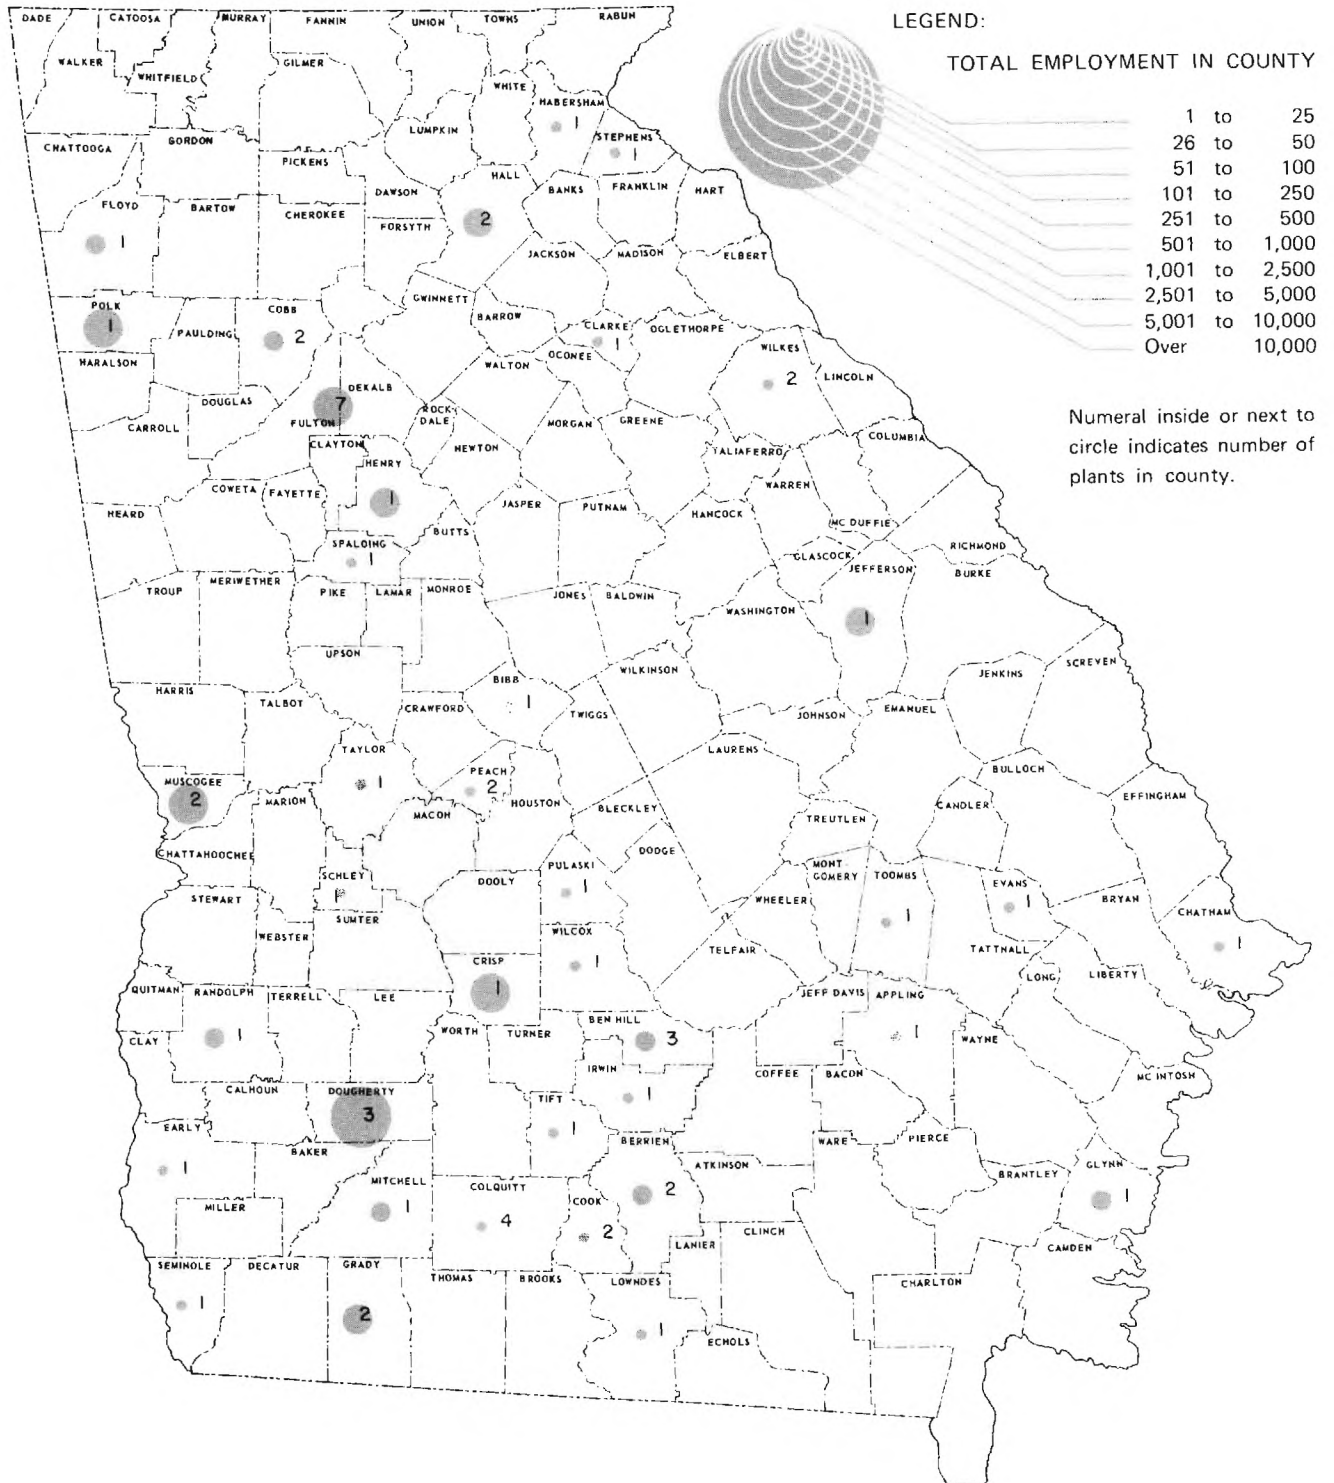 LEGEND:
TOTAL EMPLOYMENT IN COUNTY
1 to 25
26 to 50
51 to 100
101 to 250
251 to 500
501 to 1,000
1,001 to 2,500
2,501 to 5,000
5,001 to 10,000
Over 10,000
Numeral inside or next to
circle indicates number of
plants in county.
DADE CATOOSA MURRAY FANNIN UNION TOWNS RABUN
WALKER WHITFIELD GILMER WHITE
HABERSHAM 1
LUMPKIN
STEPHENS 1
CHATTOOGA GORDON PICKENS
DAWSON HALL 2 BANKS FRANKLIN HART
FLOYD 1 BARTOW CHEROKEE FORSYTH
JACKSON MADISON ELBERT
POLK 1 PAULDING COBB 2 GWINNETT BARROW CLARKE 1 OGLETHORPE
HARALSON WALTON OCONEE WILKES 2 LINCOLN
DOUGLAS DEKALB 7 FULTON ROCK-
DALE
CARROLL CLAYTON HENRY 1 NEWTON MORGAN GREENE TALIAFERRO COLUMBIA
COWETA FAYETTE WARREN
HEARD JASPER PUTNAM HANCOCK MC DUFFIE
SPALDING 1 BUTTS GLASCOCK JEFFERSON 1 RICHMOND
BURKE
TROUP MERIWETHER PIKE LAMAR MONROE JONES BALDWIN WASHINGTON
UPSON BIBB 1 WILKINSON JENKINS SCREVEN
HARRIS TALBOT CRAWFORD TWIGGS JOHNSON EMANUEL
TAYLOR 1 PEACH 2 HOUSTON LAURENS BULLOCH
MUSCOGEE 2 MARION MACON BLECKLEY TREUTLEN CANDLER EFFINGHAM
CHATTAHOOCHEE SCHLEY 1 DOOLY PULASKI 1 DODGE MONT-
GOMERY TOOMBS 1 EVANS 1
STEWART WEBSTER SUMTER WHEELER BRYAN CHATHAM 1
WILCOX 1 TELFAIR TATTNALL
CRISP 1 LONG LIBERTY
QUITMAN RANDOLPH 1 TERRELL LEE JEFF DAVIS APPLING 1
CLAY WORTH TURNER BEN HILL 3 WAYNE
IRWIN 1 COFFEE BACON MC INTOSH
CALHOUN DOUGHERTY 3 TIFT 1
EARLY 1 BAKER BERRIEN 2 WARE PIERCE
ATKINSON BRANTLEY GLYNN 1
MILLER MITCHELL 1 COLQUITT 4 COOK 2
LANIER CLINCH CAMDEN
SEMINOLE 1 DECATUR GRADY 2 THOMAS BROOKS LOWNDES 1 CHARLTON
ECHOLS